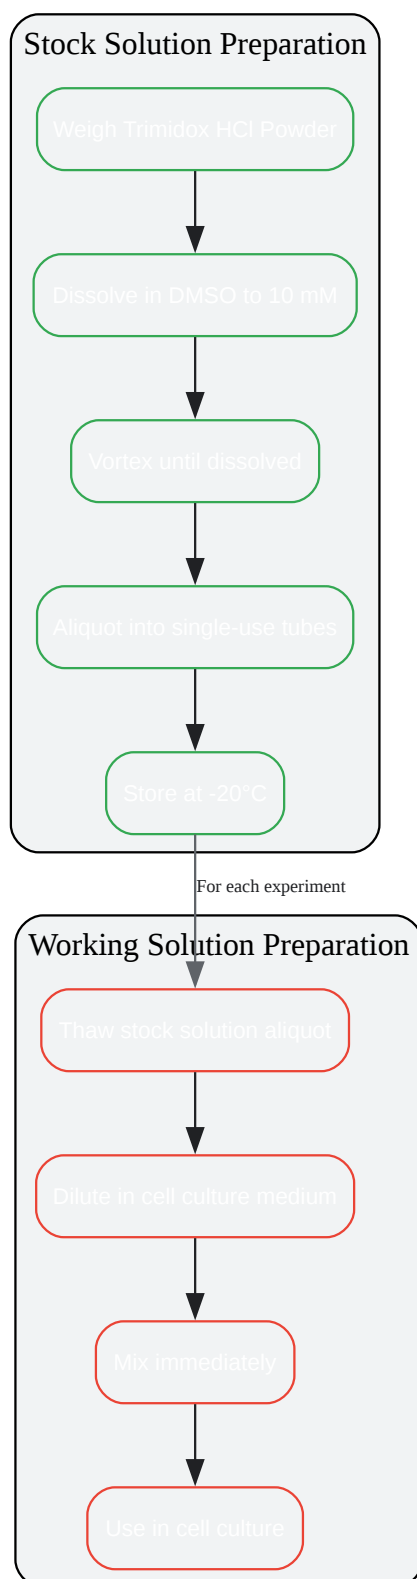 Stock Solution Preparation
Weigh Trimidox HCl Powder
Dissolve in DMSO to 10 mM
Vortex until dissolved
Aliquot into single-use tubes
Store at -20°C
For each experiment
Working Solution Preparation
Thaw stock solution aliquot
Dilute in cell culture medium
Mix immediately
Use in cell culture